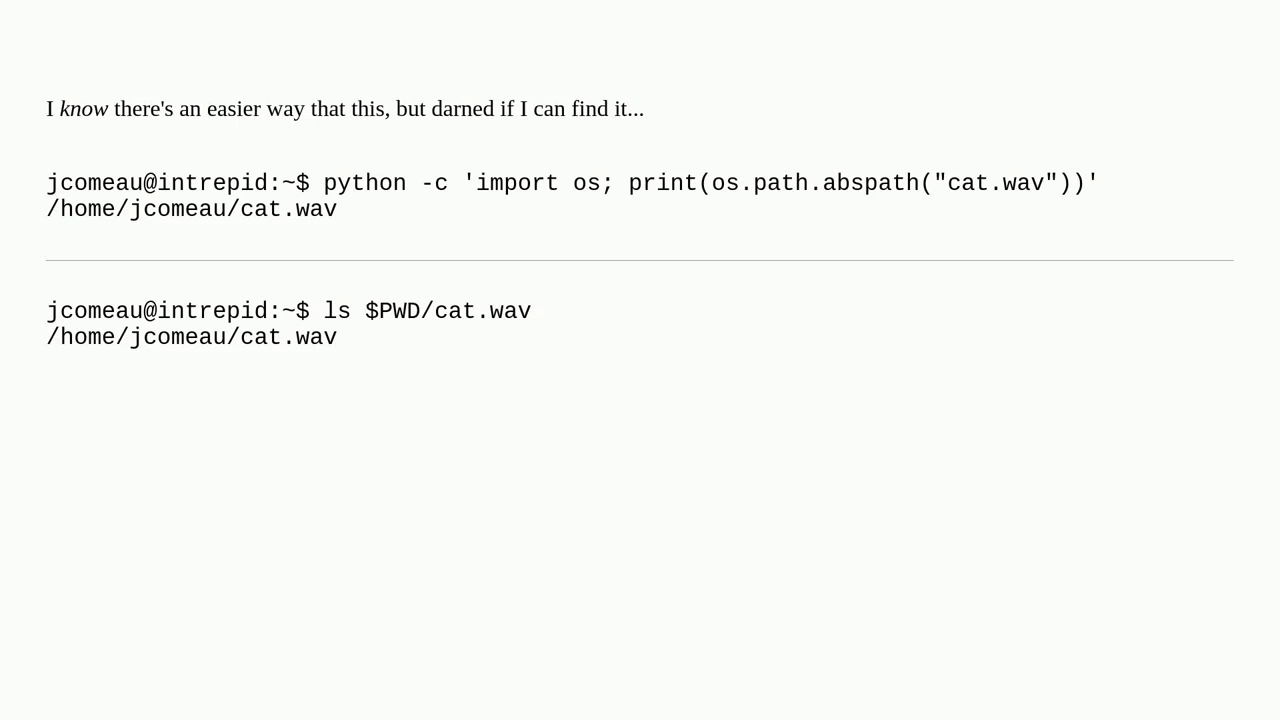 I know there's an easier way that this, but darned if I can find it...
jcomeau@intrepid:~$ python -c 'import os; print(os.path.abspath("cat.wav"))'
/home/jcomeau/cat.wav
jcomeau@intrepid:~$ ls $PWD/cat.wav
/home/jcomeau/cat.wav